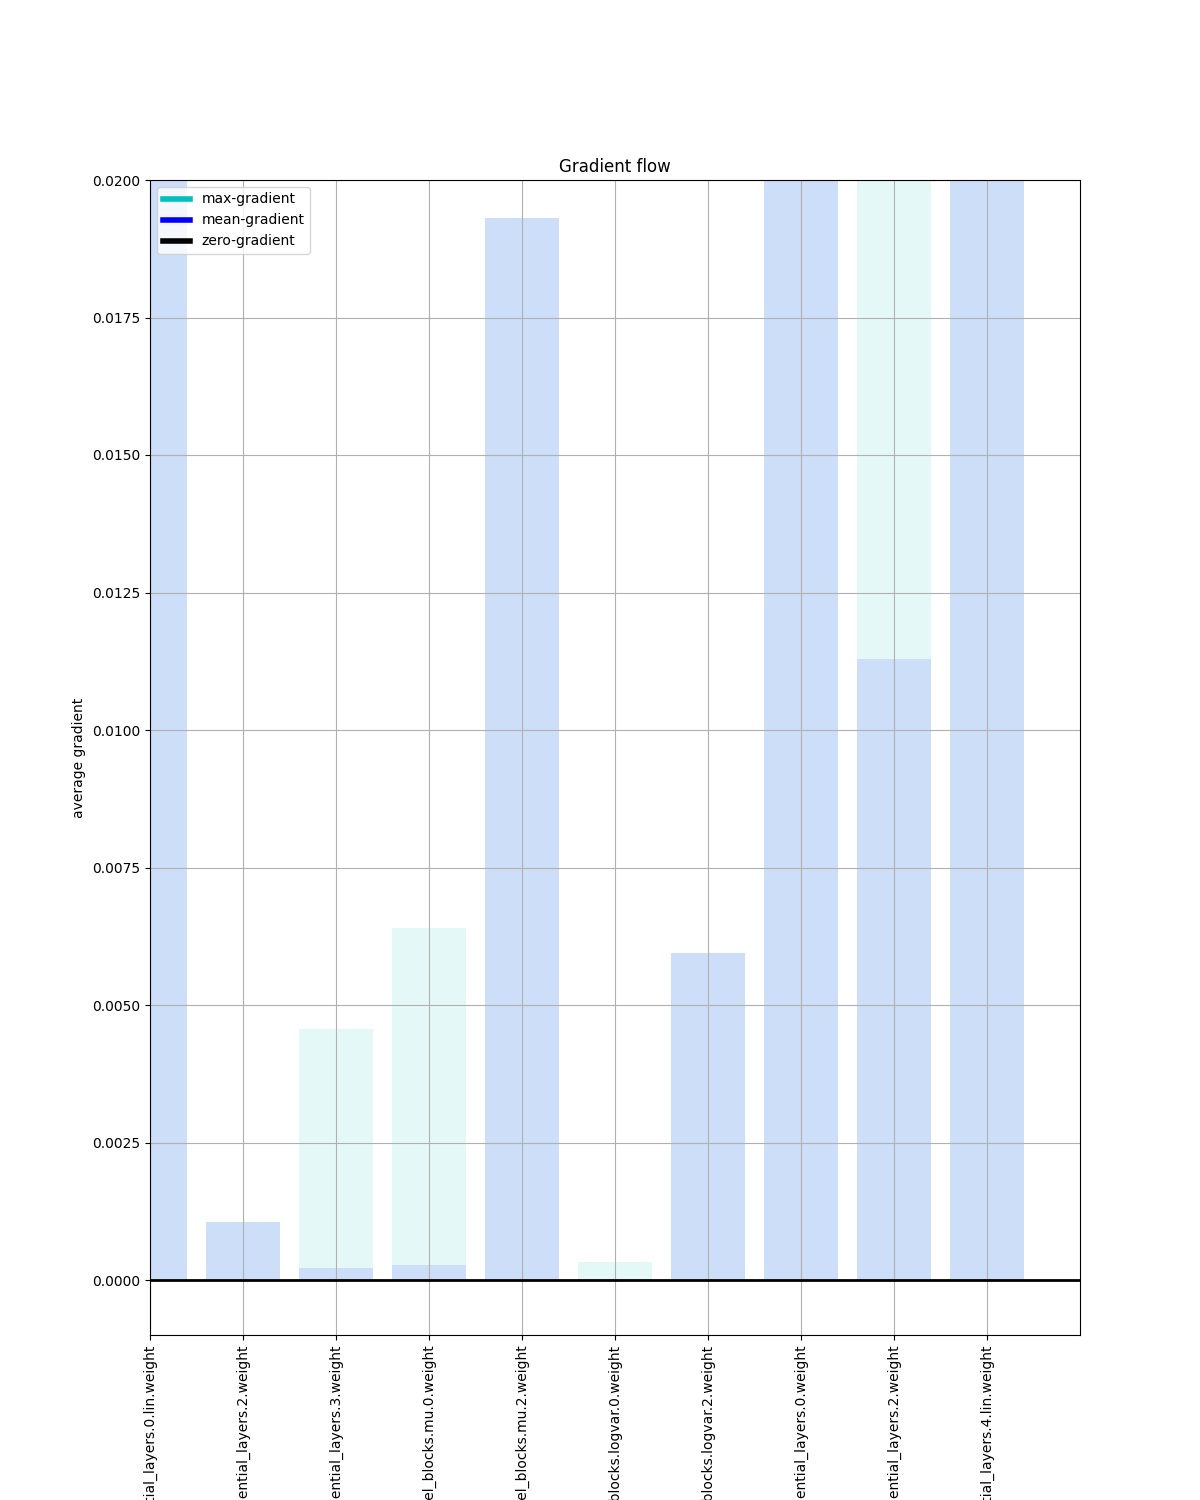 Gradient flow
max-gradient
mean-gradient
zero-gradient
average gradient
0.0200
0.0175
0.0150
0.0125
0.0100
0.0075
0.0050
0.0025
0.0000
tial_layers.0.lin.weight
ential_layers.2.weight
ential_layers.3.weight
el_blocks.mu.0.weight
el_blocks.mu.2.weight
blocks.logvar.0.weight
blocks.logvar.2.weight
ential_layers.0.weight
ential_layers.2.weight
tial_layers.4.lin.weight